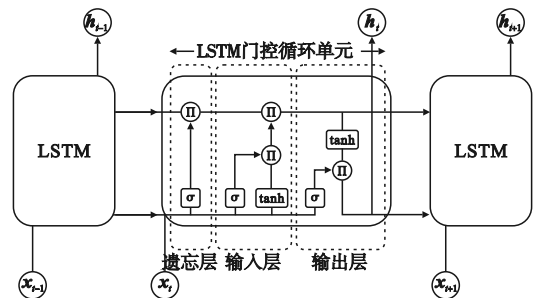 h_{t-1} h_t h_{t+1}
LSTM门控循环单元
Π Π
tanh
LSTM Π Π LSTM
σ σ tanh σ
遗忘层 输入层 输出层
x_{t-1} x_t x_{t+1}